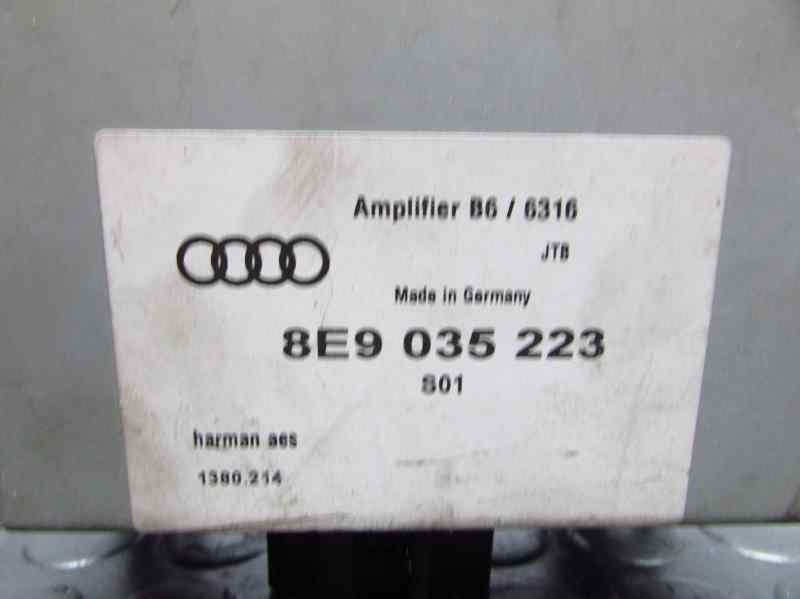 Amplifier B6 / 6316
JTB
Made in Germany
8E9 035 223
S01
harman aes
1380.214